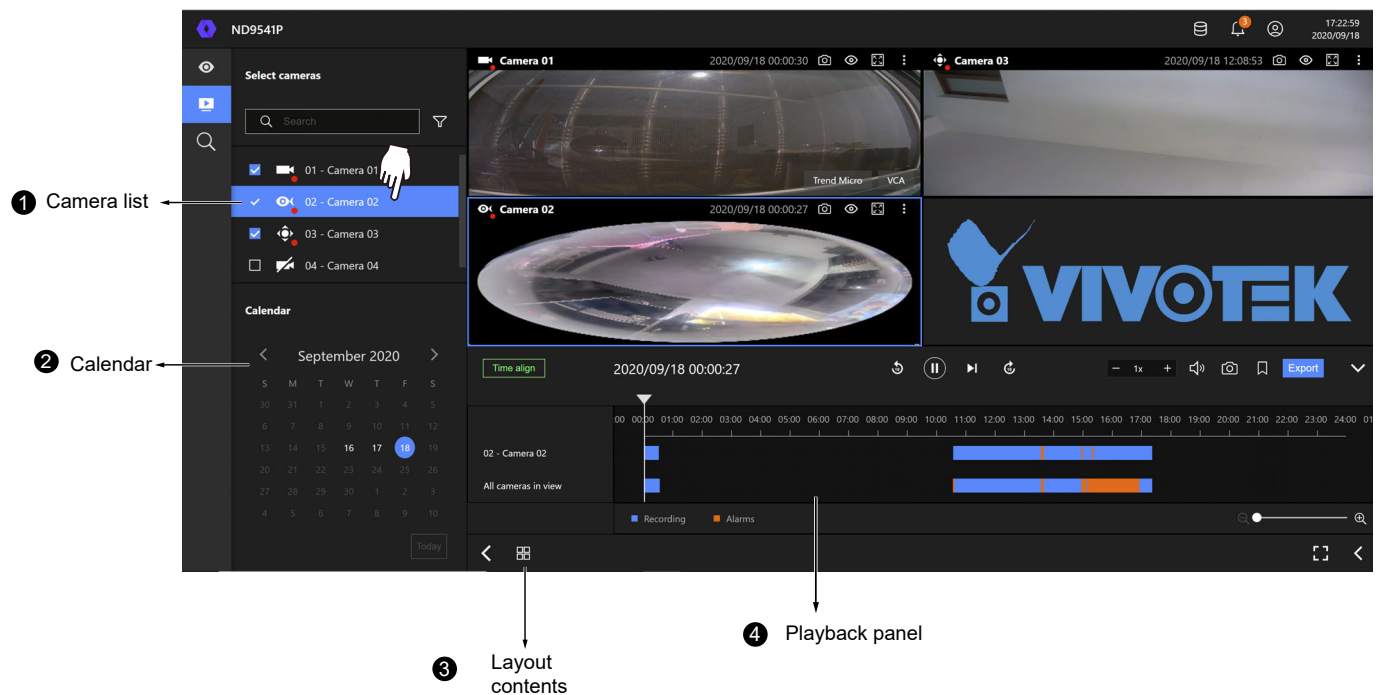 ND9541P
3
17:22:59
2020/09/18
Select cameras
Search
01 - Camera 01
02 - Camera 02
03 - Camera 03
04 - Camera 04
Calendar
September 2020
S M T W T F S
30 31 1 2 3 4 5
6 7 8 9 10 11 12
13 14 15 16 17 18 19
20 21 22 23 24 25 26
27 28 29 30 1 2 3
4 5 6 7 8 9 10
Today
Camera 01 2020/09/18 00:00:30
Trend Micro VCA
Camera 03 2020/09/18 12:08:53
Camera 02 2020/09/18 00:00:27
VIVOTEK
Time align 2020/09/18 00:00:27 - 1x + Export
:00 00:00 01:00 02:00 03:00 04:00 05:00 06:00 07:00 08:00 09:00 10:00 11:00 12:00 13:00 14:00 15:00 16:00 17:00 18:00 19:00 20:00 21:00 22:00 23:00 24:00 01
02 - Camera 02
All cameras in view
Recording Alarms
1 Camera list
2 Calendar
3 Layout
contents
4 Playback panel